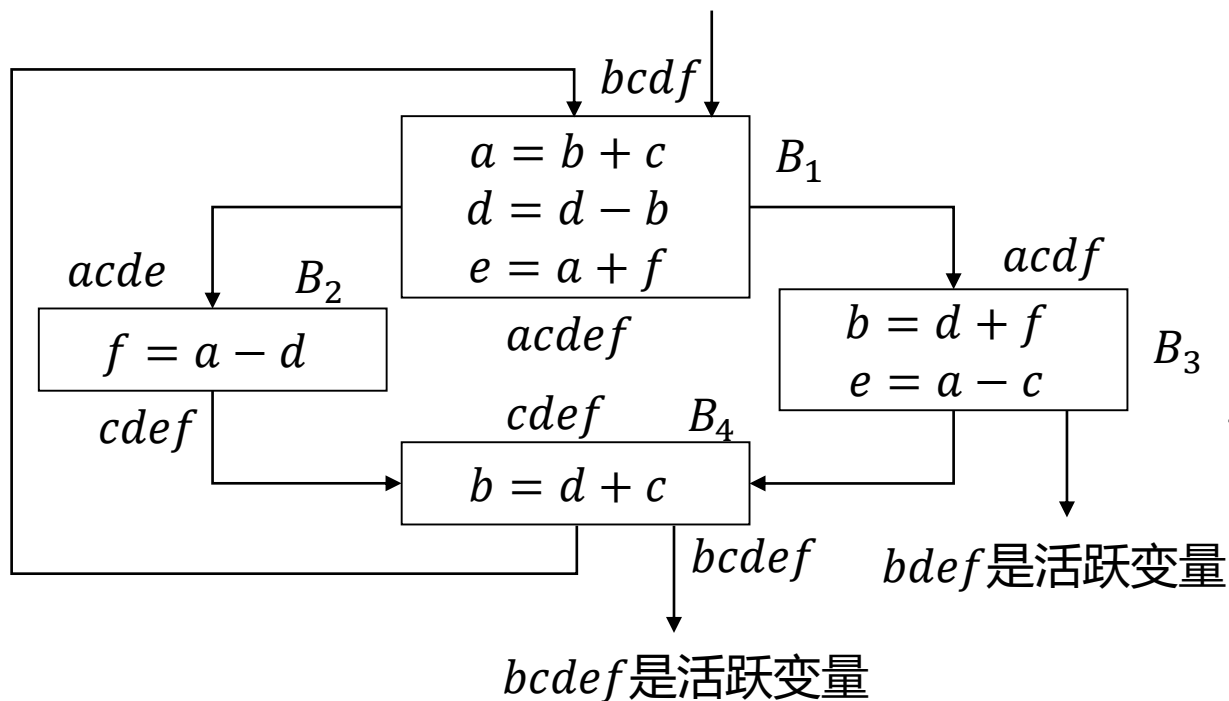 bcdf
a = b + c
d = d − b
e = a + f
B₁
acde
B₂
acdf
f = a − d
acdef
b = d + f
e = a − c
B₃
cdef
cdef
B₄
b = d + c
bcdef
bdef是活跃变量
bcdef是活跃变量